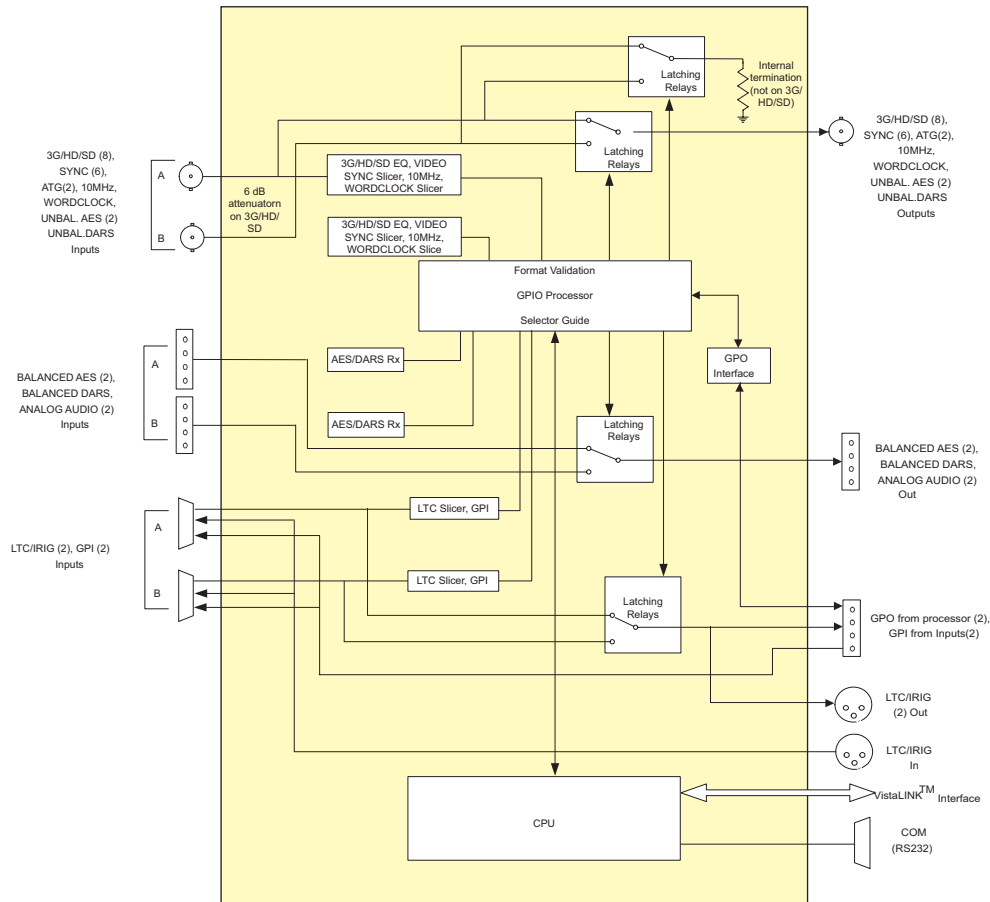 Latching
Relays
Internal
termination
(not on 3G/
HD/SD)
Latching
Relays
3G/HD/SD (8),
SYNC (6), ATG(2),
10MHz,
WORDCLOCK,
UNBAL. AES (2)
UNBAL.DARS
Outputs
3G/HD/SD (8),
SYNC (6),
ATG(2), 10MHz,
WORDCLOCK,
UNBAL. AES (2)
UNBAL.DARS
Inputs
A
B
6 dB
attenuatorn
on 3G/HD/
SD
3G/HD/SD EQ, VIDEO
SYNC Slicer, 10MHz,
WORDCLOCK Slicer
3G/HD/SD EQ, VIDEO
SYNC Slicer, 10MHz,
WORDCLOCK Slice
Format Validation
GPIO Processor
Selector Guide
GPO
Interface
AES/DARS Rx
AES/DARS Rx
BALANCED AES (2),
BALANCED DARS,
ANALOG AUDIO (2)
Inputs
A
B
Latching
Relays
BALANCED AES (2),
BALANCED DARS,
ANALOG AUDIO (2)
Out
LTC/IRIG (2), GPI (2)
Inputs
A
B
LTC Slicer, GPI
LTC Slicer, GPI
Latching
Relays
GPO from processor (2),
GPI from Inputs(2)
LTC/IRIG
(2) Out
LTC/IRIG
In
CPU
VistaLINK TM Interface
COM
(RS232)